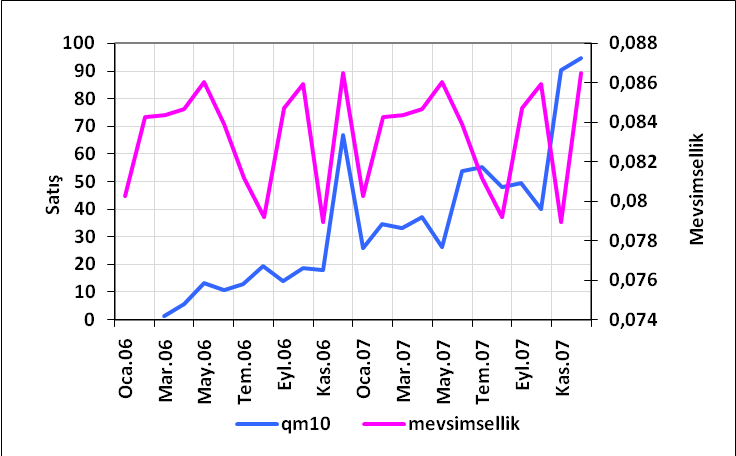 100
90
80
70
60
50
40
30
20
10
0
Satış
0,088
0,086
0,084
0,082
0,08
0,078
0,076
0,074
Mevsimsellik
Oca.06
Mar.06
May.06
Tem.06
Eyl.06
Kas.06
Oca.07
Mar.07
May.07
Tem.07
Eyl.07
Kas.07
qm10 mevsimsellik